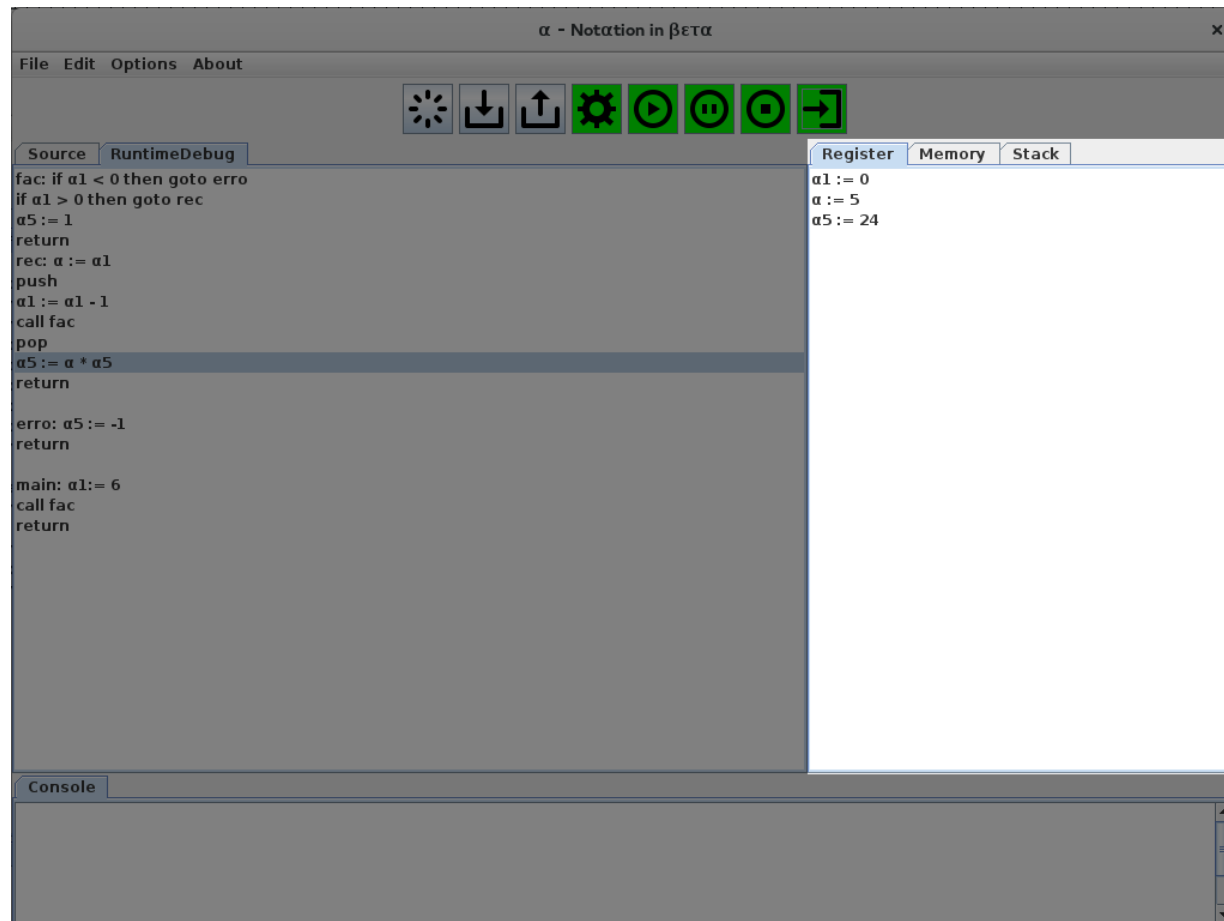 α - Notαtion in βετα
×
File Edit Options About
Source RuntimeDebug
fac: if α1 < 0 then goto erro
if α1 > 0 then goto rec
α5 := 1
return
rec: α := α1
push
α1 := α1 - 1
call fac
pop
α5 := α * α5
return
erro: α5 := -1
return
main: α1:= 6
call fac
return
Register Memory Stack
α1 := 0
α := 5
α5 := 24
Console